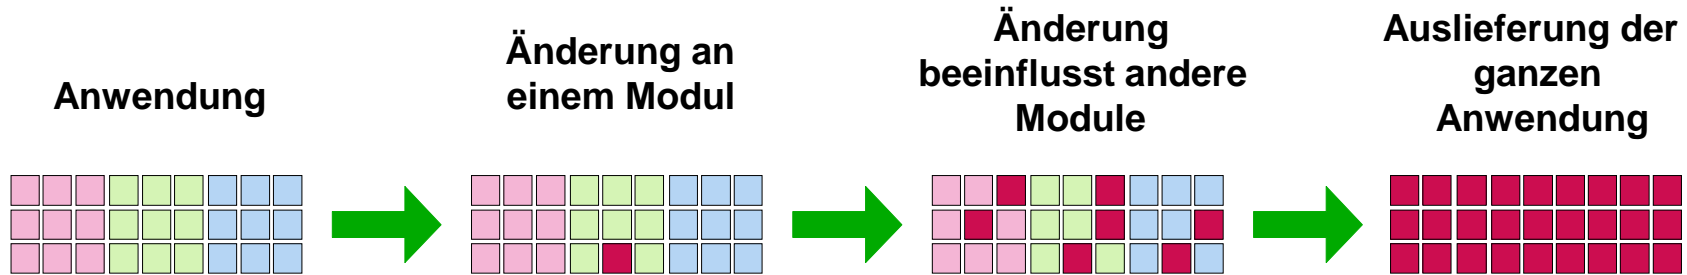 Anwendung
Änderung an
einem Modul
Änderung
beeinflusst andere
Module
Auslieferung der
ganzen
Anwendung